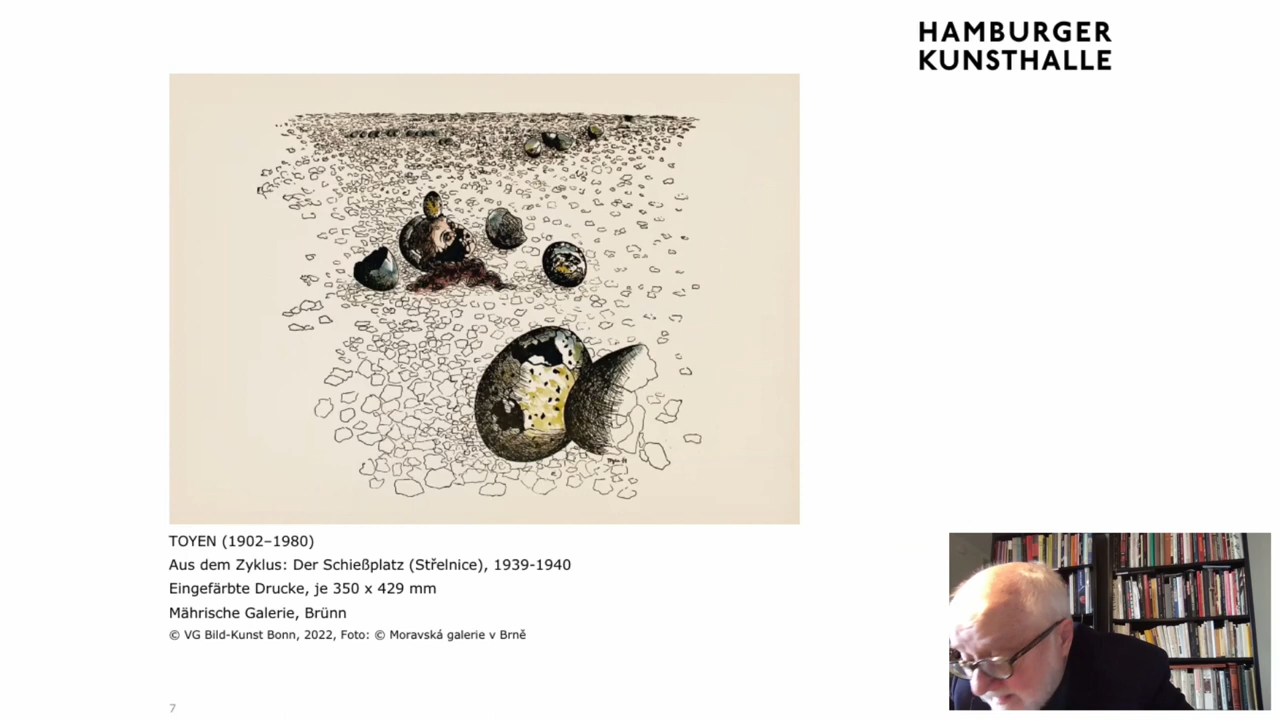 HAMBURGER
KUNSTHALLE
TOYEN (1902–1980)
Aus dem Zyklus: Der Schießplatz (Střelnice), 1939-1940
Eingefärbte Drucke, je 350 x 429 mm
Mährische Galerie, Brünn
© VG Bild-Kunst Bonn, 2022, Foto: © Moravská galerie v Brně
7